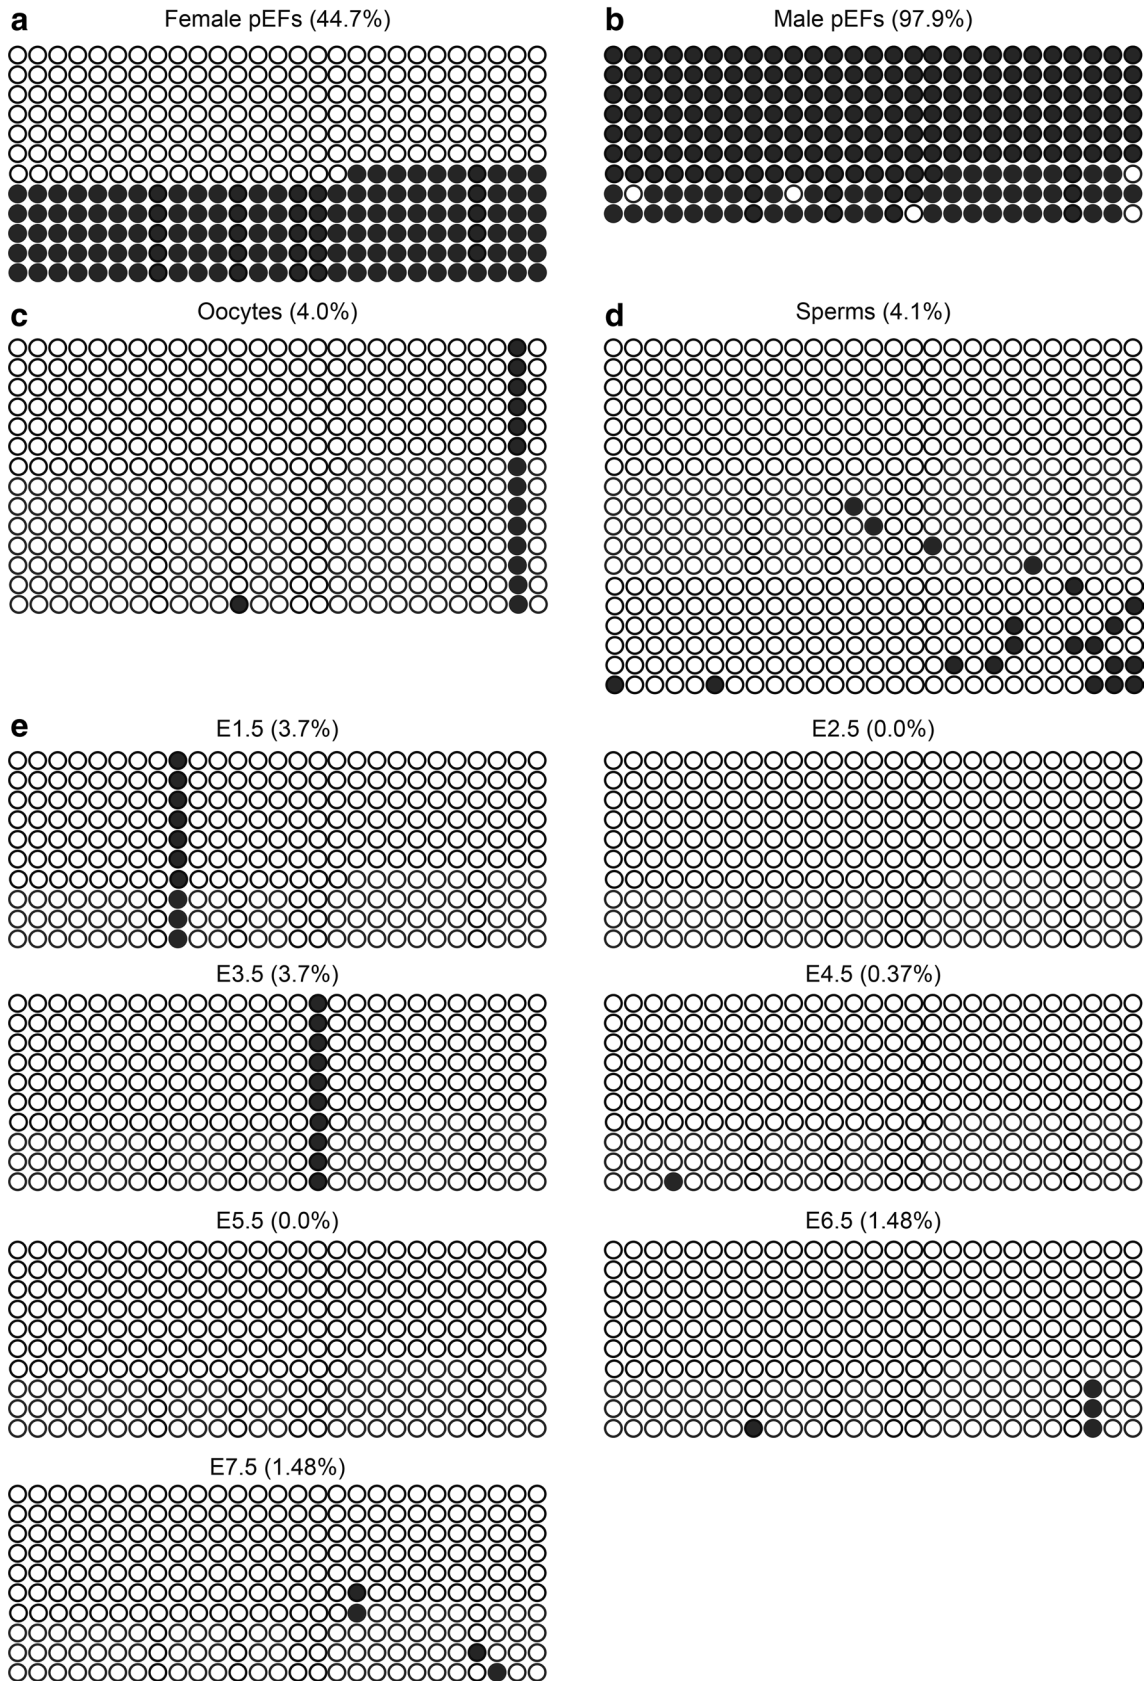 a Female pEFs (44.7%)
b Male pEFs (97.9%)
c Oocytes (4.0%)
d Sperms (4.1%)
e E1.5 (3.7%)
E2.5 (0.0%)
E3.5 (3.7%)
E4.5 (0.37%)
E5.5 (0.0%)
E6.5 (1.48%)
E7.5 (1.48%)